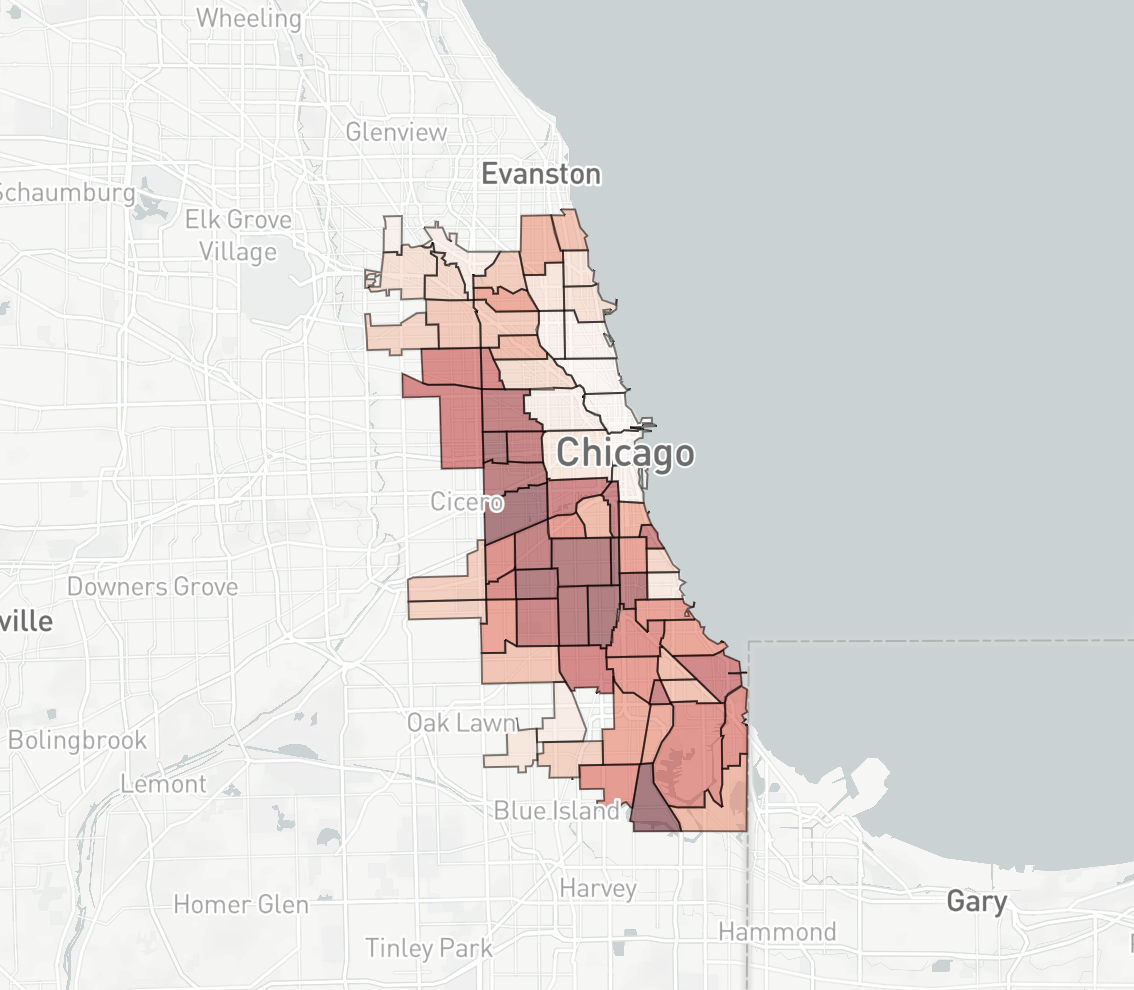 Wheeling
Glenview
Evanston
Schaumburg
Elk Grove
Village
Chicago
Cicero
Downers Grove
ville
Oak Lawn
Bolingbrook
Lemont
Blue Island
Harvey
Homer Glen
Gary
Hammond
Tinley Park